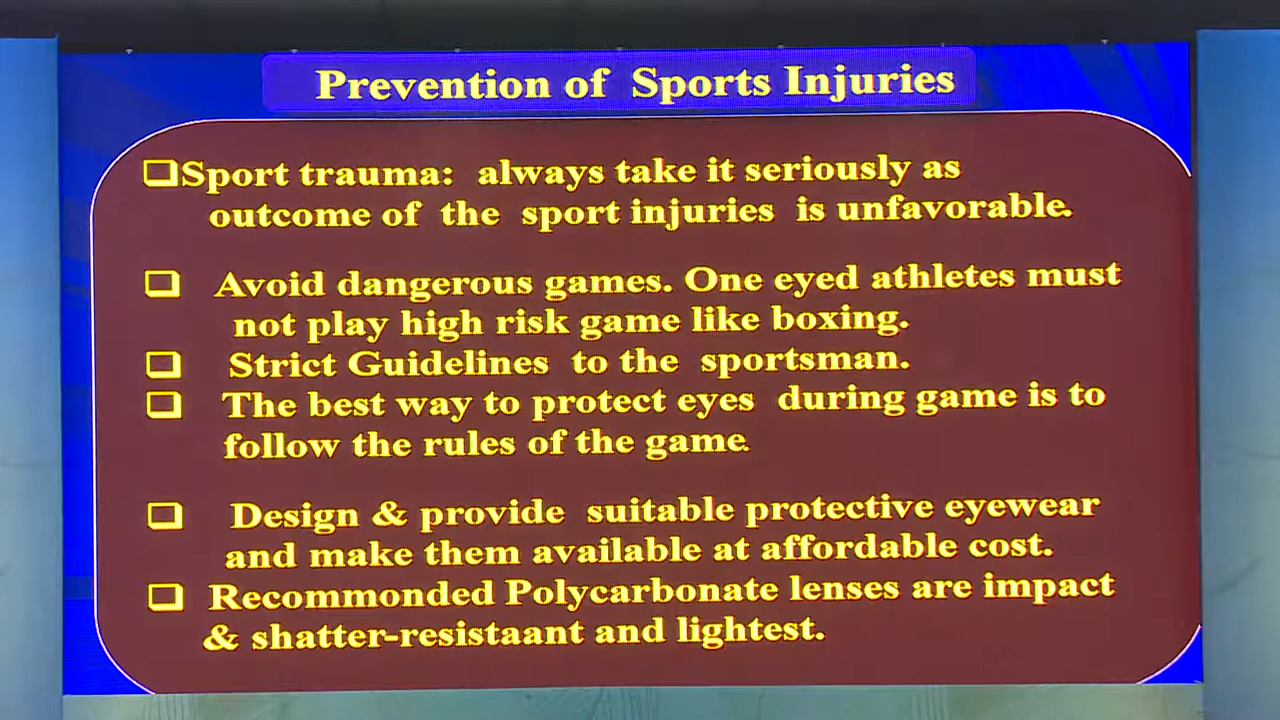 Prevention of Sports Injuries
❑Sport trauma: always take it seriously as
outcome of the sport injuries is unfavorable.
❑ Avoid dangerous games. One eyed athletes must
not play high risk game like boxing.
❑ Strict Guidelines to the sportsman.
❑ The best way to protect eyes during game is to
follow the rules of the game.
❑ Design & provide suitable protective eyewear
and make them available at affordable cost.
❑ Recommonded Polycarbonate lenses are impact
& shatter-resistaant and lightest.